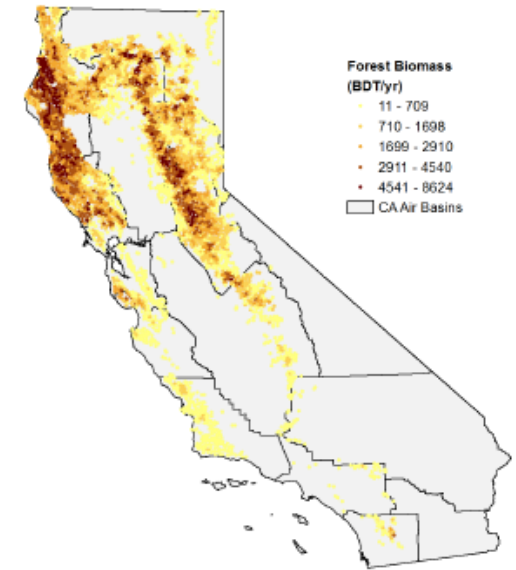 Forest Biomass
(BDT/yr)
11 - 709
710 - 1698
1699 - 2910
2911 - 4540
4541 - 8624
CA Air Basins